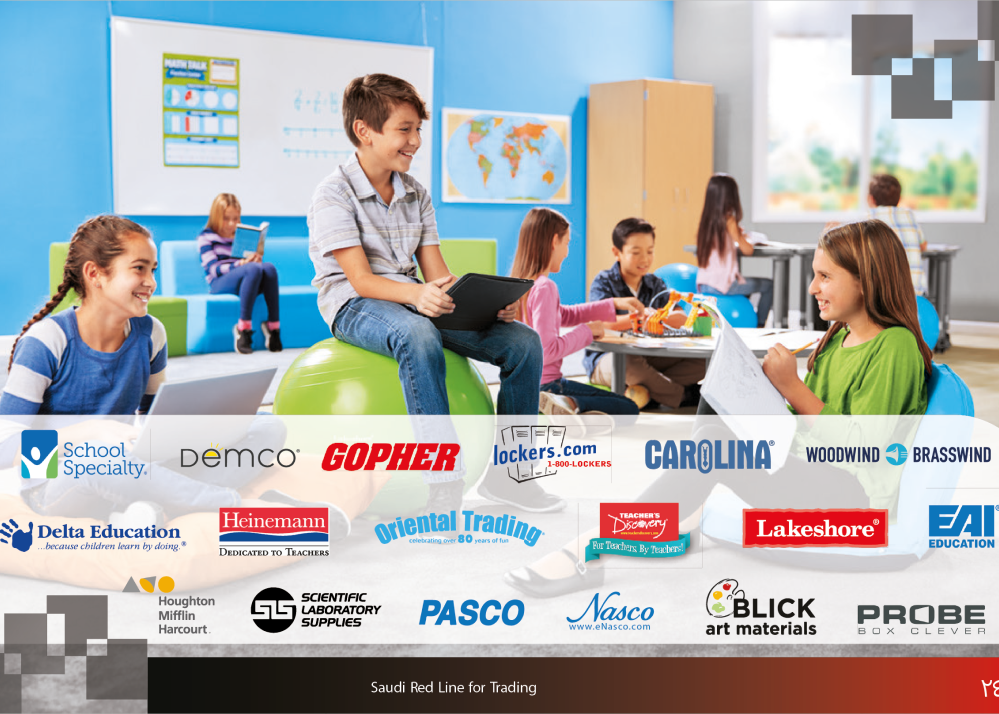 MATH TALK
School
Specialty.
DEMCO®
GOPHER
lockers.com
1-800-LOCKERS
CAROLINA®
WOODWIND BRASSWIND
Delta Education
...because children learn by doing.®
Heinemann
DEDICATED TO TEACHERS
Oriental Trading
celebrating over 80 years of fun
TEACHER'S
Discovery
For Teachers, By Teachers!
Lakeshore®
EAI®
EDUCATION
Houghton
Mifflin
Harcourt
SLS SCIENTIFIC
LABORATORY
SUPPLIES
PASCO
Nasco
www.eNasco.com
BLICK
art materials
PROBE
BOX CLEVER
Saudi Red Line for Trading
٢٤